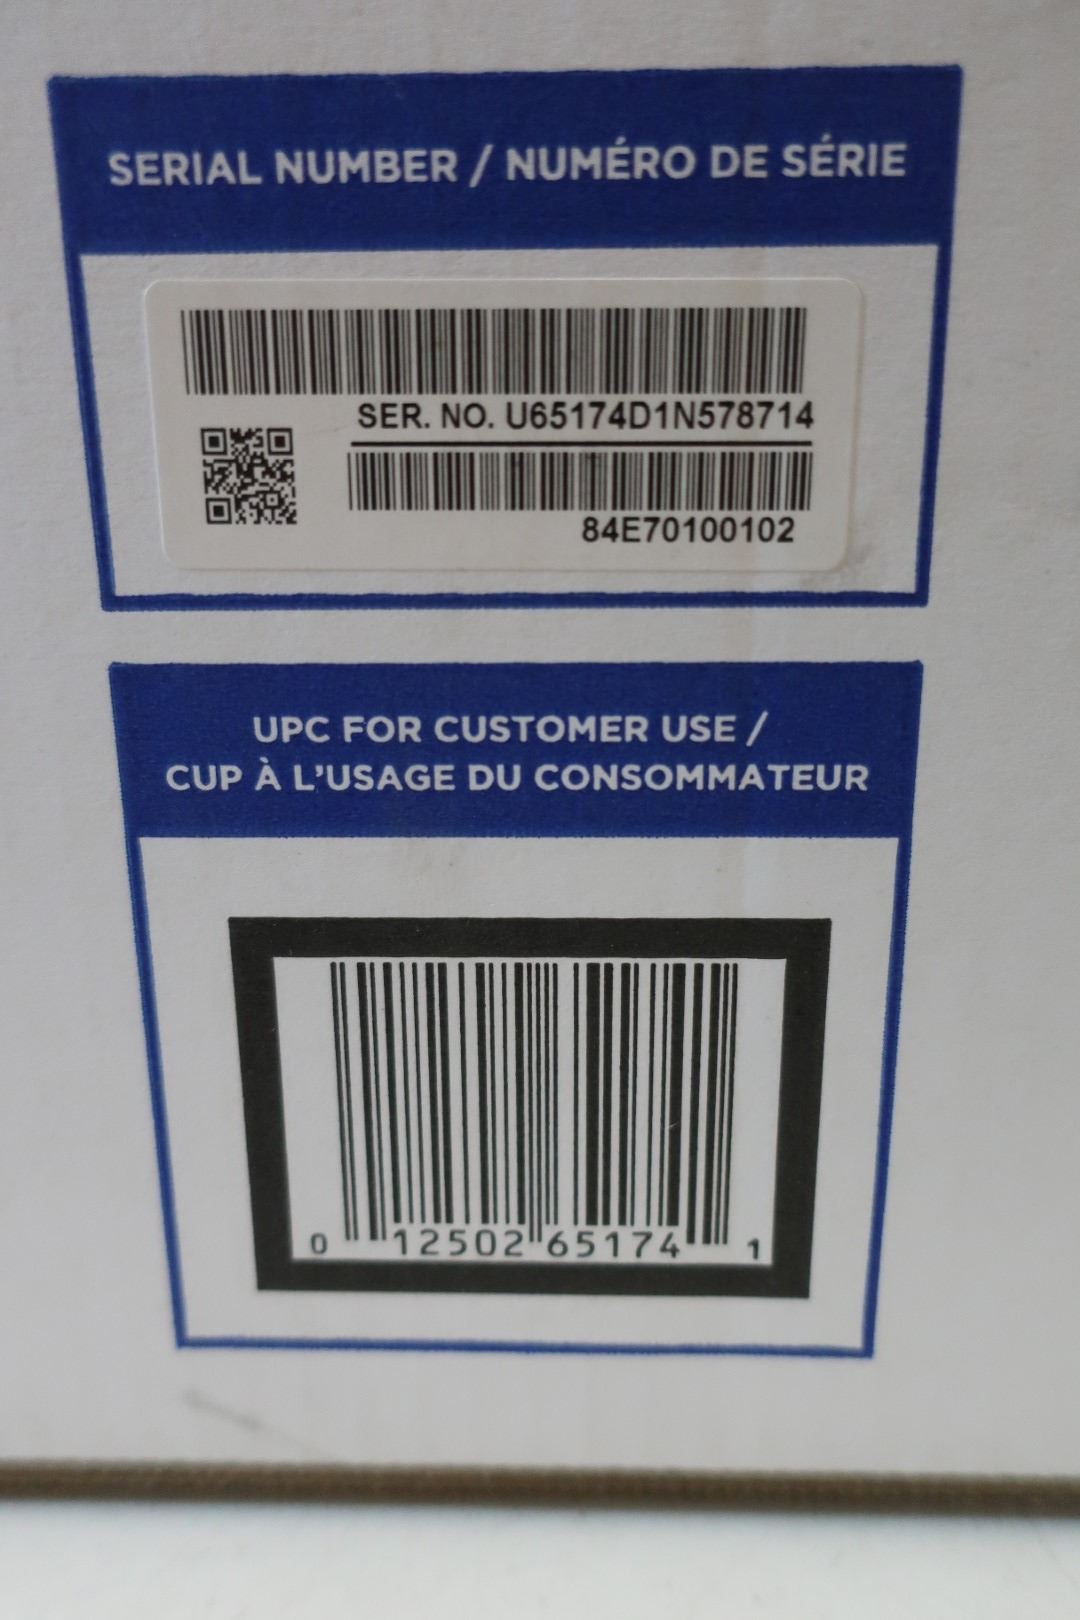 SERIAL NUMBER / NUMÉRO DE SÉRIE
SER. NO. U65174D1N578714
84E70100102
UPC FOR CUSTOMER USE /
CUP À L'USAGE DU CONSOMMATEUR
0 12502 65174 1